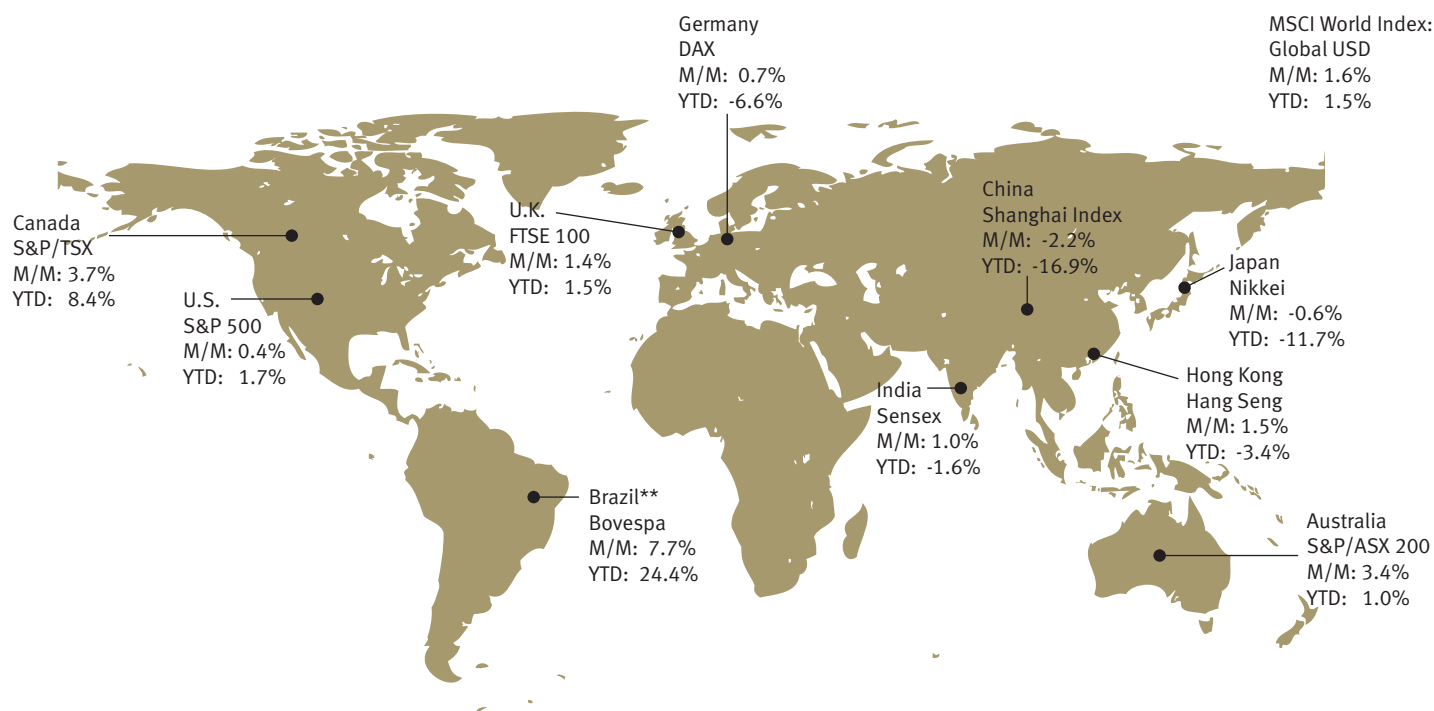 Germany
DAX
M/M: 0.7%
YTD: -6.6%
MSCI World Index:
Global USD
M/M: 1.6%
YTD: 1.5%
Canada
S&P/TSX
M/M: 3.7%
YTD: 8.4%
U.S.
S&P 500
M/M: 0.4%
YTD: 1.7%
U.K.
FTSE 100
M/M: 1.4%
YTD: 1.5%
China
Shanghai Index
M/M: -2.2%
YTD: -16.9%
Japan
Nikkei
M/M: -0.6%
YTD: -11.7%
Hong Kong
Hang Seng
M/M: 1.5%
YTD: -3.4%
India
Sensex
M/M: 1.0%
YTD: -1.6%
Brazil**
Bovespa
M/M: 7.7%
YTD: 24.4%
Australia
S&P/ASX 200
M/M: 3.4%
YTD: 1.0%